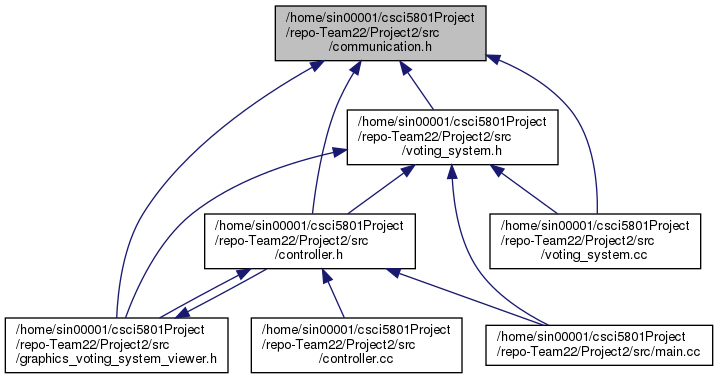 /home/sin00001/csci5801Project
/repo-Team22/Project2/src
/communication.h
/home/sin00001/csci5801Project
/repo-Team22/Project2/src
/voting_system.h
/home/sin00001/csci5801Project
/repo-Team22/Project2/src
/controller.h
/home/sin00001/csci5801Project
/repo-Team22/Project2/src
/voting_system.cc
/home/sin00001/csci5801Project
/repo-Team22/Project2/src
/graphics_voting_system_viewer.h
/home/sin00001/csci5801Project
/repo-Team22/Project2/src
/controller.cc
/home/sin00001/csci5801Project
/repo-Team22/Project2/src/main.cc